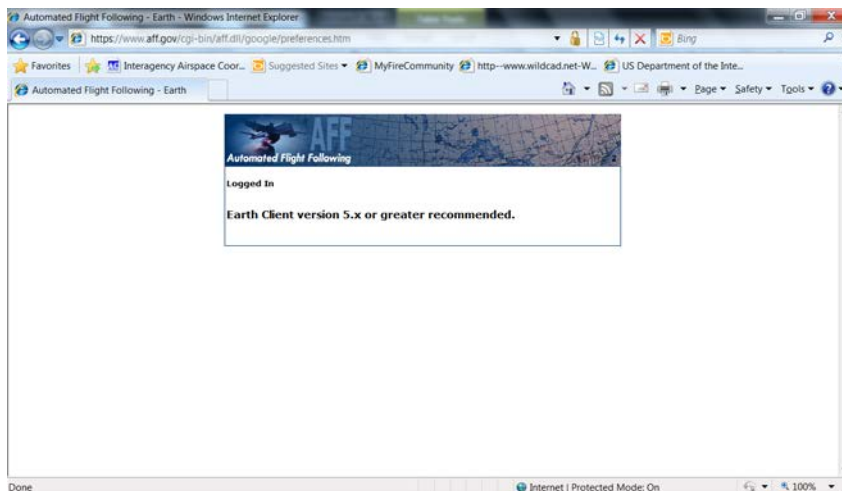 Automated Flight Following - Earth - Windows Internet Explorer
https://www.aff.gov/cgi-bin/aff.dll/google/preferences.htm
Bing
Favorites Interagency Airspace Coor... Suggested Sites MyFireCommunity http--www.wildcad.net-W... US Department of the Inte...
Automated Flight Following - Earth
Page Safety Tools
AFF
Automated Flight Following
Logged In
Earth Client version 5.x or greater recommended.
Done
Internet | Protected Mode: On
100%